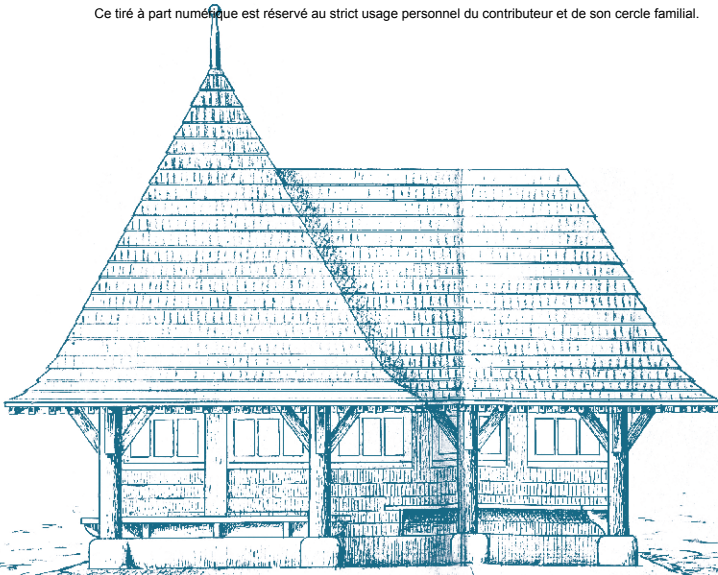 Ce tiré à part numérique est réservé au strict usage personnel du contributeur et de son cercle familial.